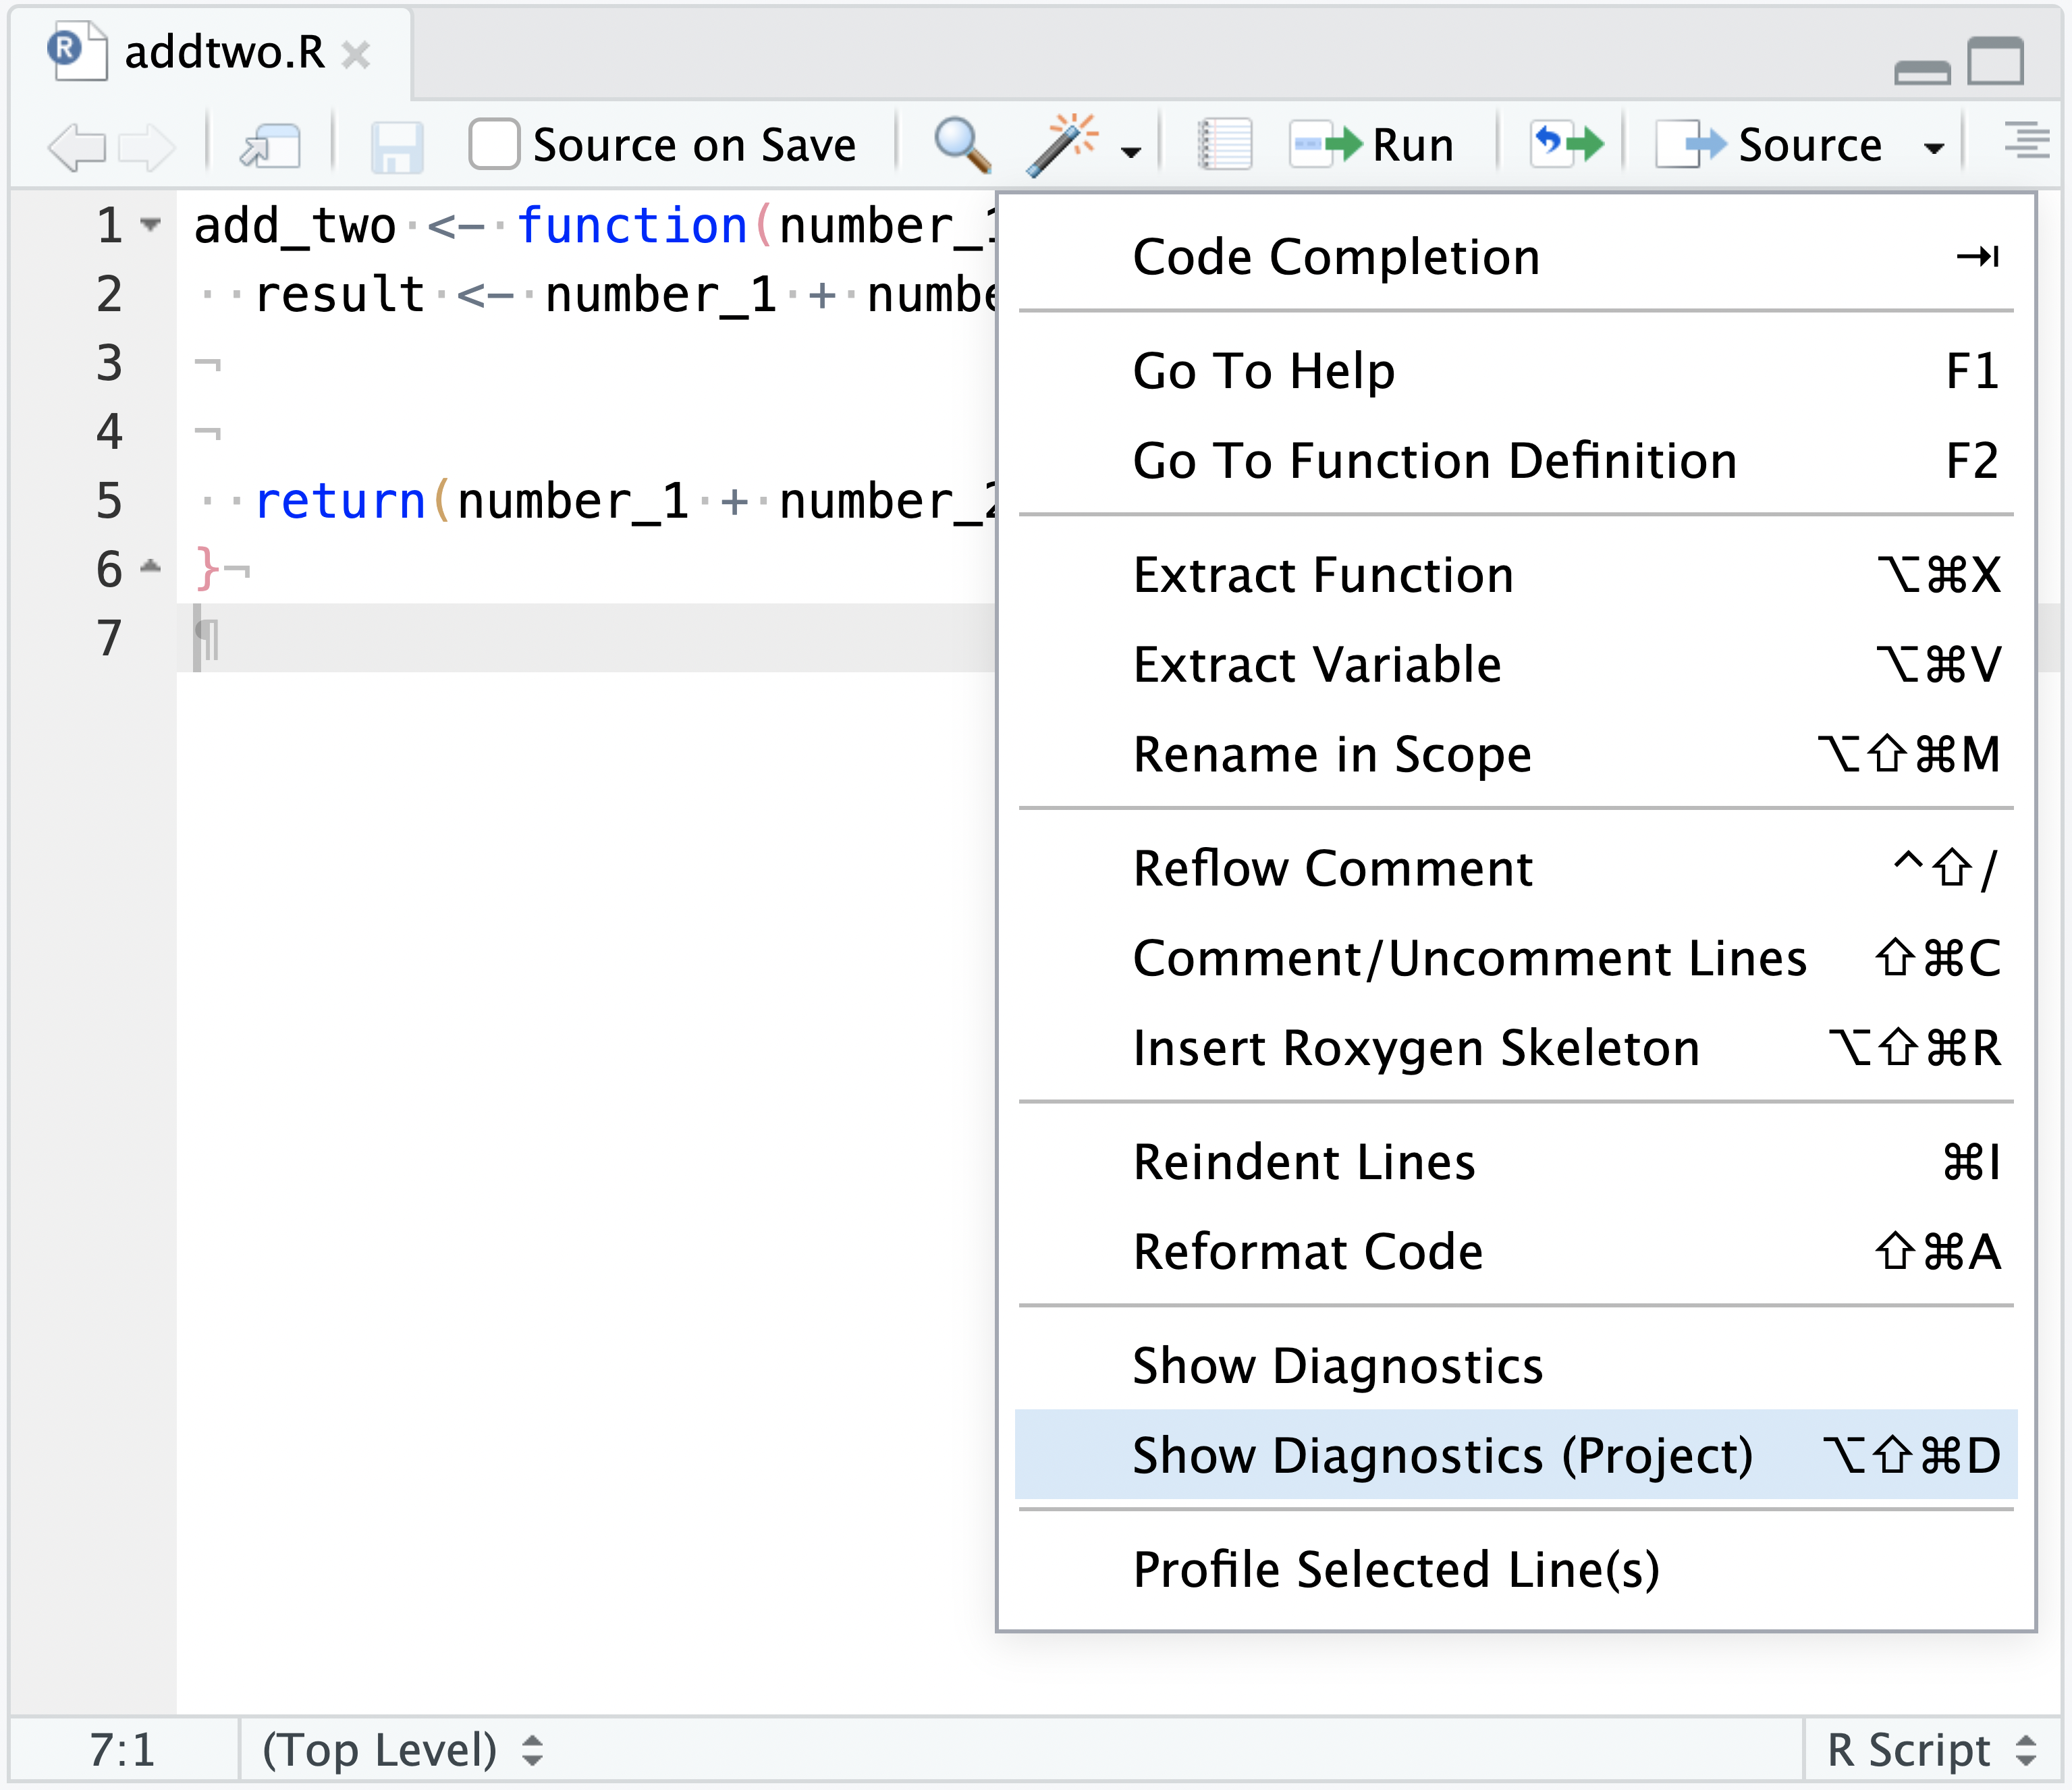 addtwo.R
Source on Save Run Source
1 add_two <- function(number_1
2 result <- number_1 + numbe
3
4
5 return(number_1 + number_2
6 }
7
Code Completion ⇥
Go To Help F1
Go To Function Definition F2
Extract Function ⌥⌘X
Extract Variable ⌥⌘V
Rename in Scope ⌥⇧⌘M
Reflow Comment ^⇧/
Comment/Uncomment Lines ⇧⌘C
Insert Roxygen Skeleton ⌥⇧⌘R
Reindent Lines ⌘I
Reformat Code ⇧⌘A
Show Diagnostics
Show Diagnostics (Project) ⌥⇧⌘D
Profile Selected Line(s)
7:1 (Top Level) R Script